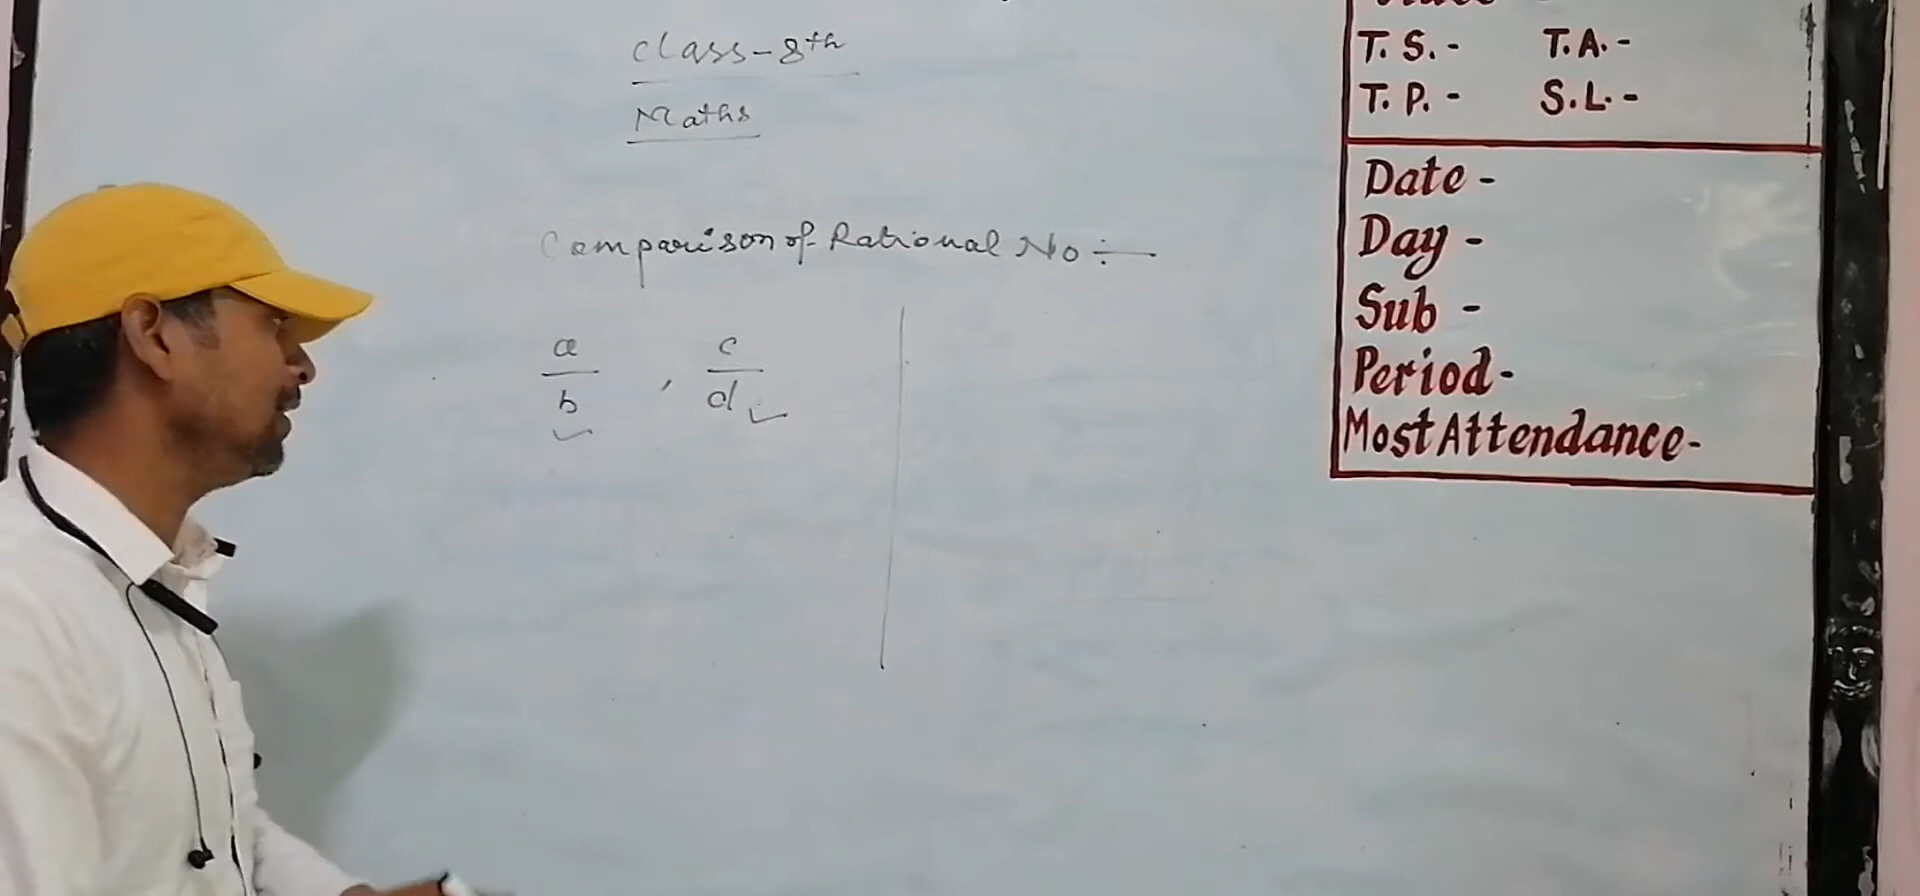 Class-8th
Maths
Comparison of Rational No ÷
a/b , c/d
T. S. - T.A. -
T. P. - S.L. -
Date -
Day -
Sub -
Period-
Most Attendance-